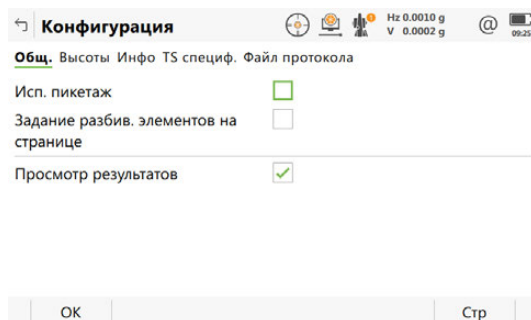 Конфигурация
Hz 0.0010 g
V 0.0002 g
@
09:25
Общ. Высоты Инфо TS специф. Файл протокола
Исп. пикетаж
Задание разбив. элементов на
странице
Просмотр результатов
OK Стр